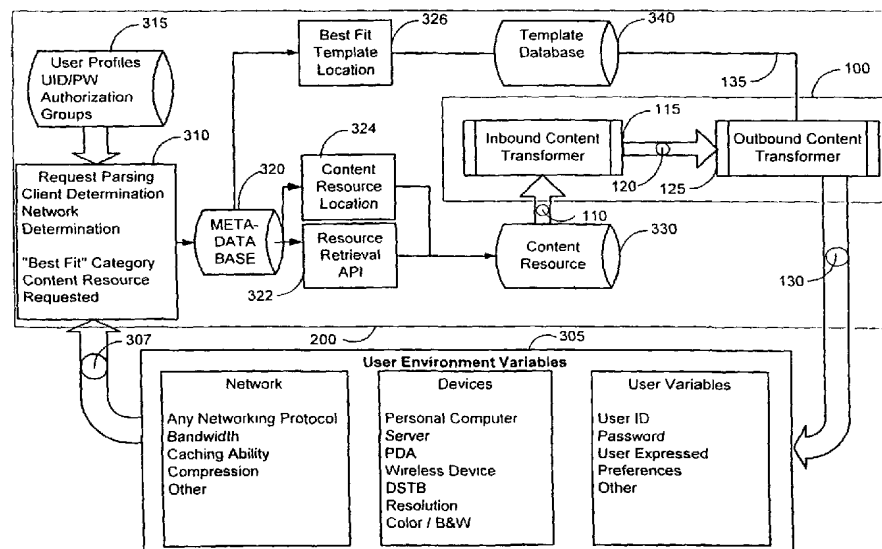 315
User Profiles
UID/PW
Authorization
Groups
Best Fit
Template
Location
326
Template
Database
340
135
100
310
Request Parsing
Client Determination
Network
Determination
"Best Fit" Category
Content Resource
Requested
320
META-
DATA
BASE
324
Content
Resource
Location
Resource
Retrieval
API
322
Inbound Content
Transformer
115
120
Outbound Content
Transformer
125
110
Content
Resource
330
130
307
200
305
User Environment Variables
Network
Any Networking Protocol
Bandwidth
Caching Ability
Compression
Other
Devices
Personal Computer
Server
PDA
Wireless Device
DSTB
Resolution
Color / B&W
User Variables
User ID
Password
User Expressed
Preferences
Other